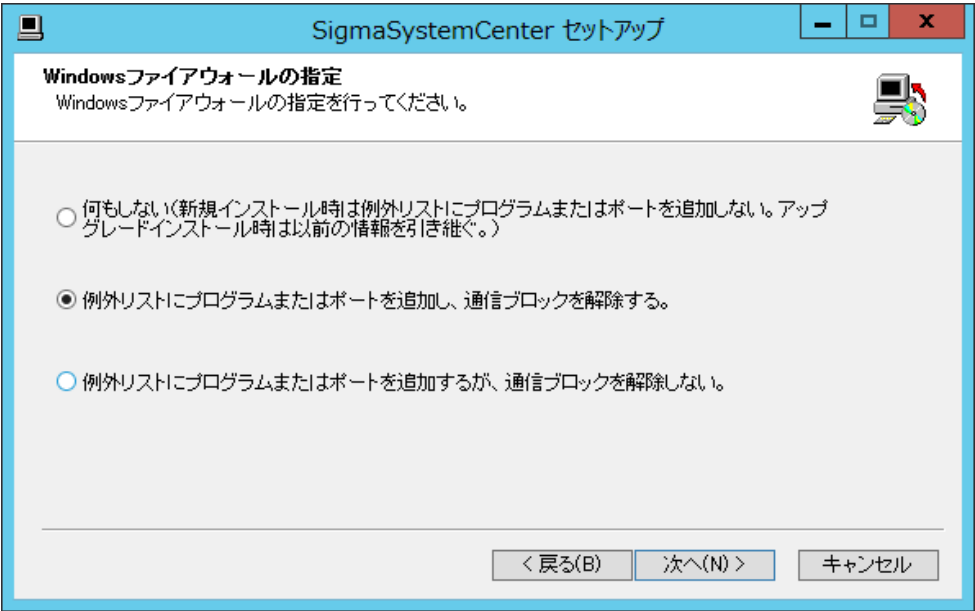 SigmaSystemCenter セットアップ
Windowsファイアウォールの指定
Windowsファイアウォールの指定を行ってください。
何もしない(新規インストール時は例外リストにプログラムまたはポートを追加しない。アップ
グレードインストール時は以前の情報を引き継ぐ。)
例外リストにプログラムまたはポートを追加し、通信ブロックを解除する。
例外リストにプログラムまたはポートを追加するが、通信ブロックを解除しない。
< 戻る(B)
次へ(N) >
キャンセル